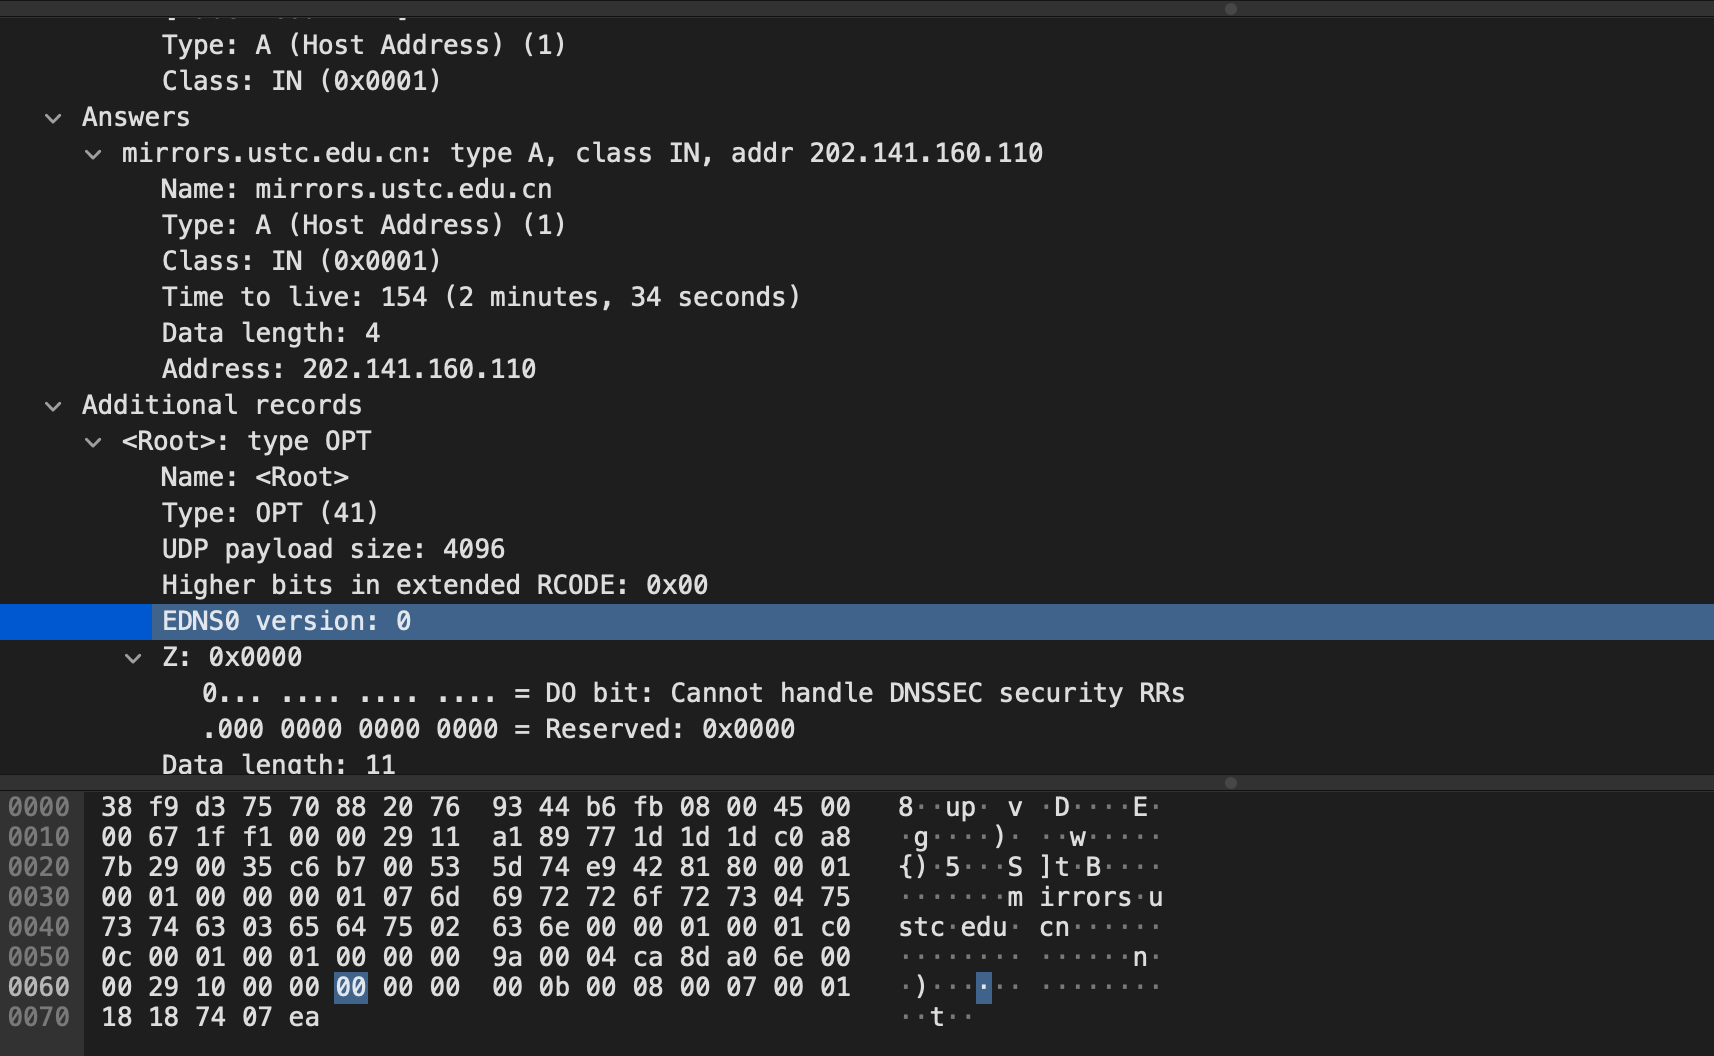 Type: A (Host Address) (1)
Class: IN (0x0001)
Answers
mirrors.ustc.edu.cn: type A, class IN, addr 202.141.160.110
Name: mirrors.ustc.edu.cn
Type: A (Host Address) (1)
Class: IN (0x0001)
Time to live: 154 (2 minutes, 34 seconds)
Data length: 4
Address: 202.141.160.110
Additional records
<Root>: type OPT
Name: <Root>
Type: OPT (41)
UDP payload size: 4096
Higher bits in extended RCODE: 0x00
EDNS0 version: 0
Z: 0x0000
0... .... .... .... = DO bit: Cannot handle DNSSEC security RRs
.000 0000 0000 0000 = Reserved: 0x0000
Data length: 11
0000 38 f9 d3 75 70 88 20 76 93 44 b6 fb 08 00 45 00 8··up· v ·D····E·
0010 00 67 1f f1 00 00 29 11 a1 89 77 1d 1d 1d c0 a8 ·g····)· ··w·····
0020 7b 29 00 35 c6 b7 00 53 5d 74 e9 42 81 80 00 01 {)·5···S ]t·B····
0030 00 01 00 00 00 01 07 6d 69 72 72 6f 72 73 04 75 ·······m irrors·u
0040 73 74 63 03 65 64 75 02 63 6e 00 00 01 00 01 c0 stc·edu· cn······
0050 0c 00 01 00 01 00 00 00 9a 00 04 ca 8d a0 6e 00 ········ ······n·
0060 00 29 10 00 00 00 00 00 00 0b 00 08 00 07 00 01 ·)······ ········
0070 18 18 74 07 ea ··t··